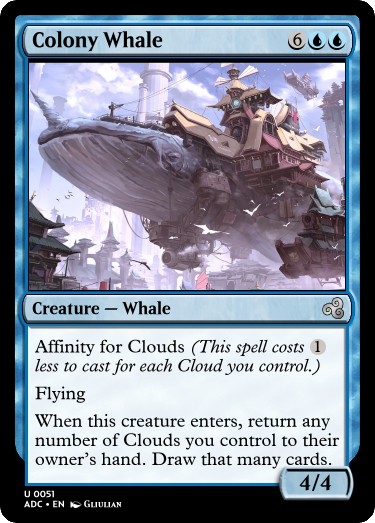 Colony Whale 6
Creature — Whale
Affinity for Clouds (This spell costs 1
less to cast for each Cloud you control.)
Flying
When this creature enters, return any
number of Clouds you control to their
owner's hand. Draw that many cards.
4/4
U 0051
ADC • EN GLIULIAN